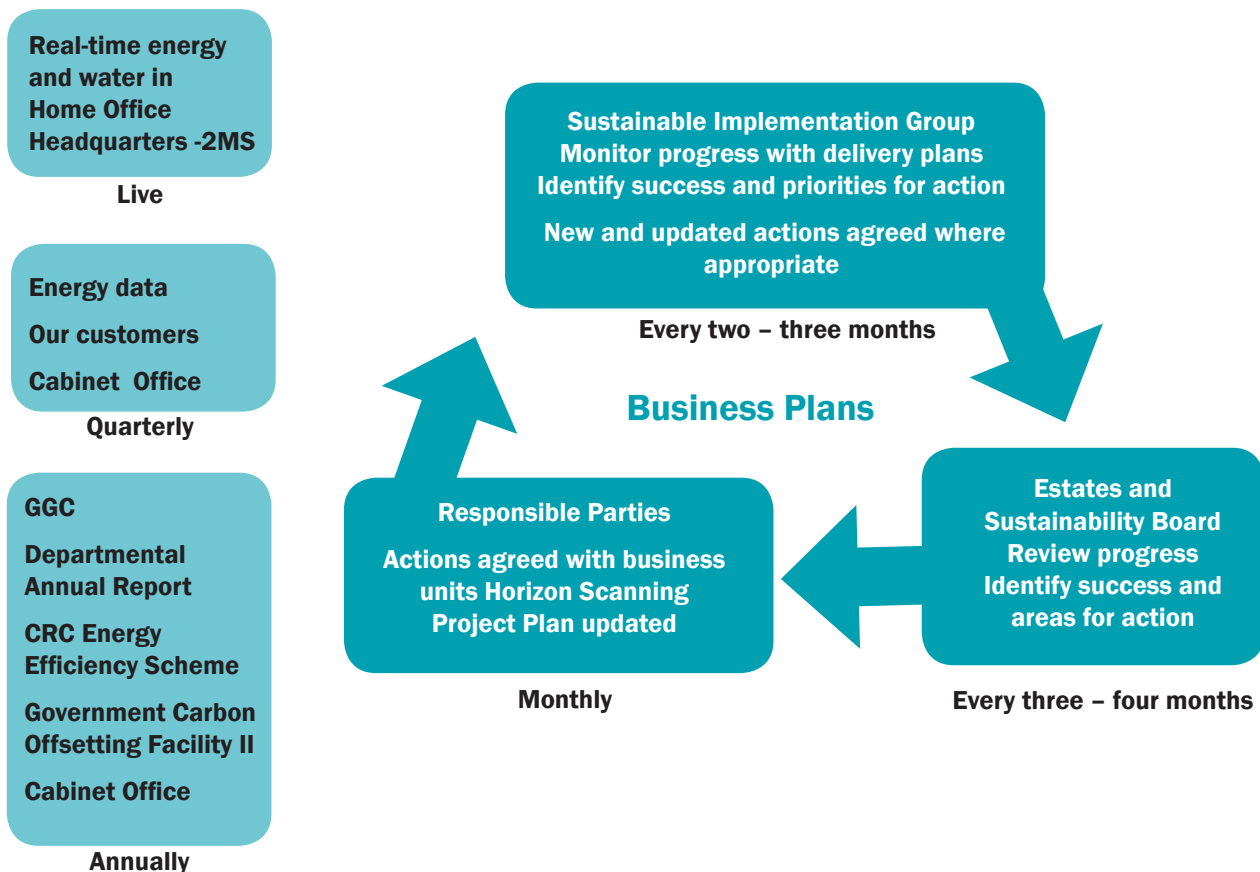 Real-time energy
and water in
Home Office
Headquarters -2MS
Live
Energy data
Our customers
Cabinet Office
Quarterly
GGC
Departmental
Annual Report
CRC Energy
Efficiency Scheme
Government Carbon
Offsetting Facility II
Cabinet Office
Annually
Sustainable Implementation Group
Monitor progress with delivery plans
Identify success and priorities for action
New and updated actions agreed where
appropriate
Every two – three months
Business Plans
Estates and
Sustainability Board
Review progress
Identify success and
areas for action
Every three – four months
Responsible Parties
Actions agreed with business
units Horizon Scanning
Project Plan updated
Monthly